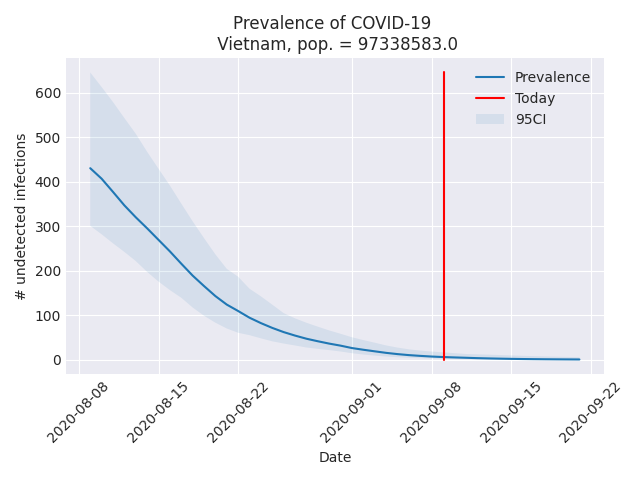 Prevalence of COVID-19
Vietnam, pop. = 97338583.0
Prevalence
Today
95CI
# undetected infections
600
500
400
300
200
100
0
2020-08-08
2020-08-15
2020-08-22
2020-09-01
2020-09-08
2020-09-15
2020-09-22
Date